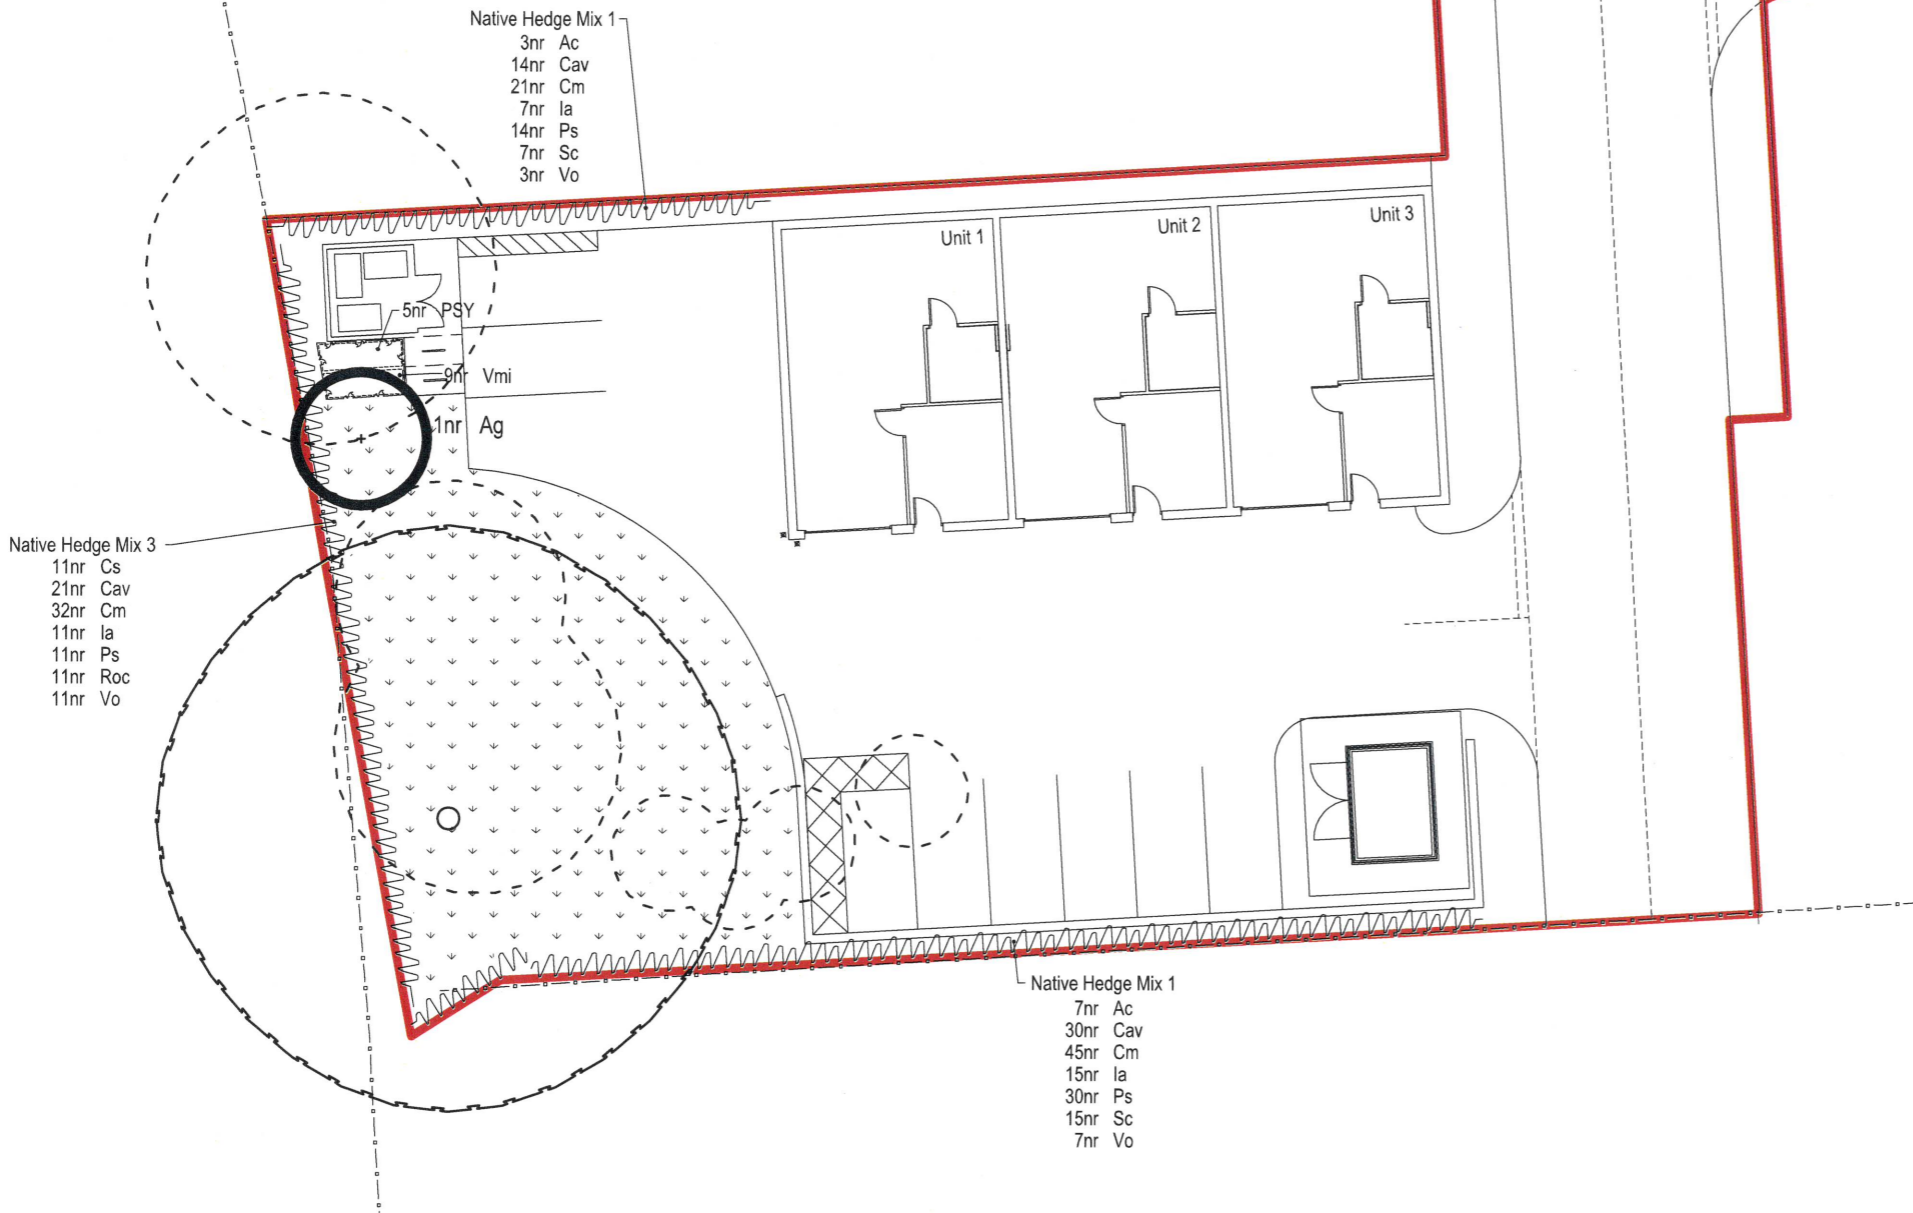 Native Hedge Mix 1
3nr Ac
14nr Cav
21nr Cm
7nr Ia
14nr Ps
7nr Sc
3nr Vo
Unit 1
Unit 2
Unit 3
5nr PSY
9nr Vmi
1nr Ag
Native Hedge Mix 3
11nr Cs
21nr Cav
32nr Cm
11nr Ia
11nr Ps
11nr Roc
11nr Vo
Native Hedge Mix 1
7nr Ac
30nr Cav
45nr Cm
15nr Ia
30nr Ps
15nr Sc
7nr Vo